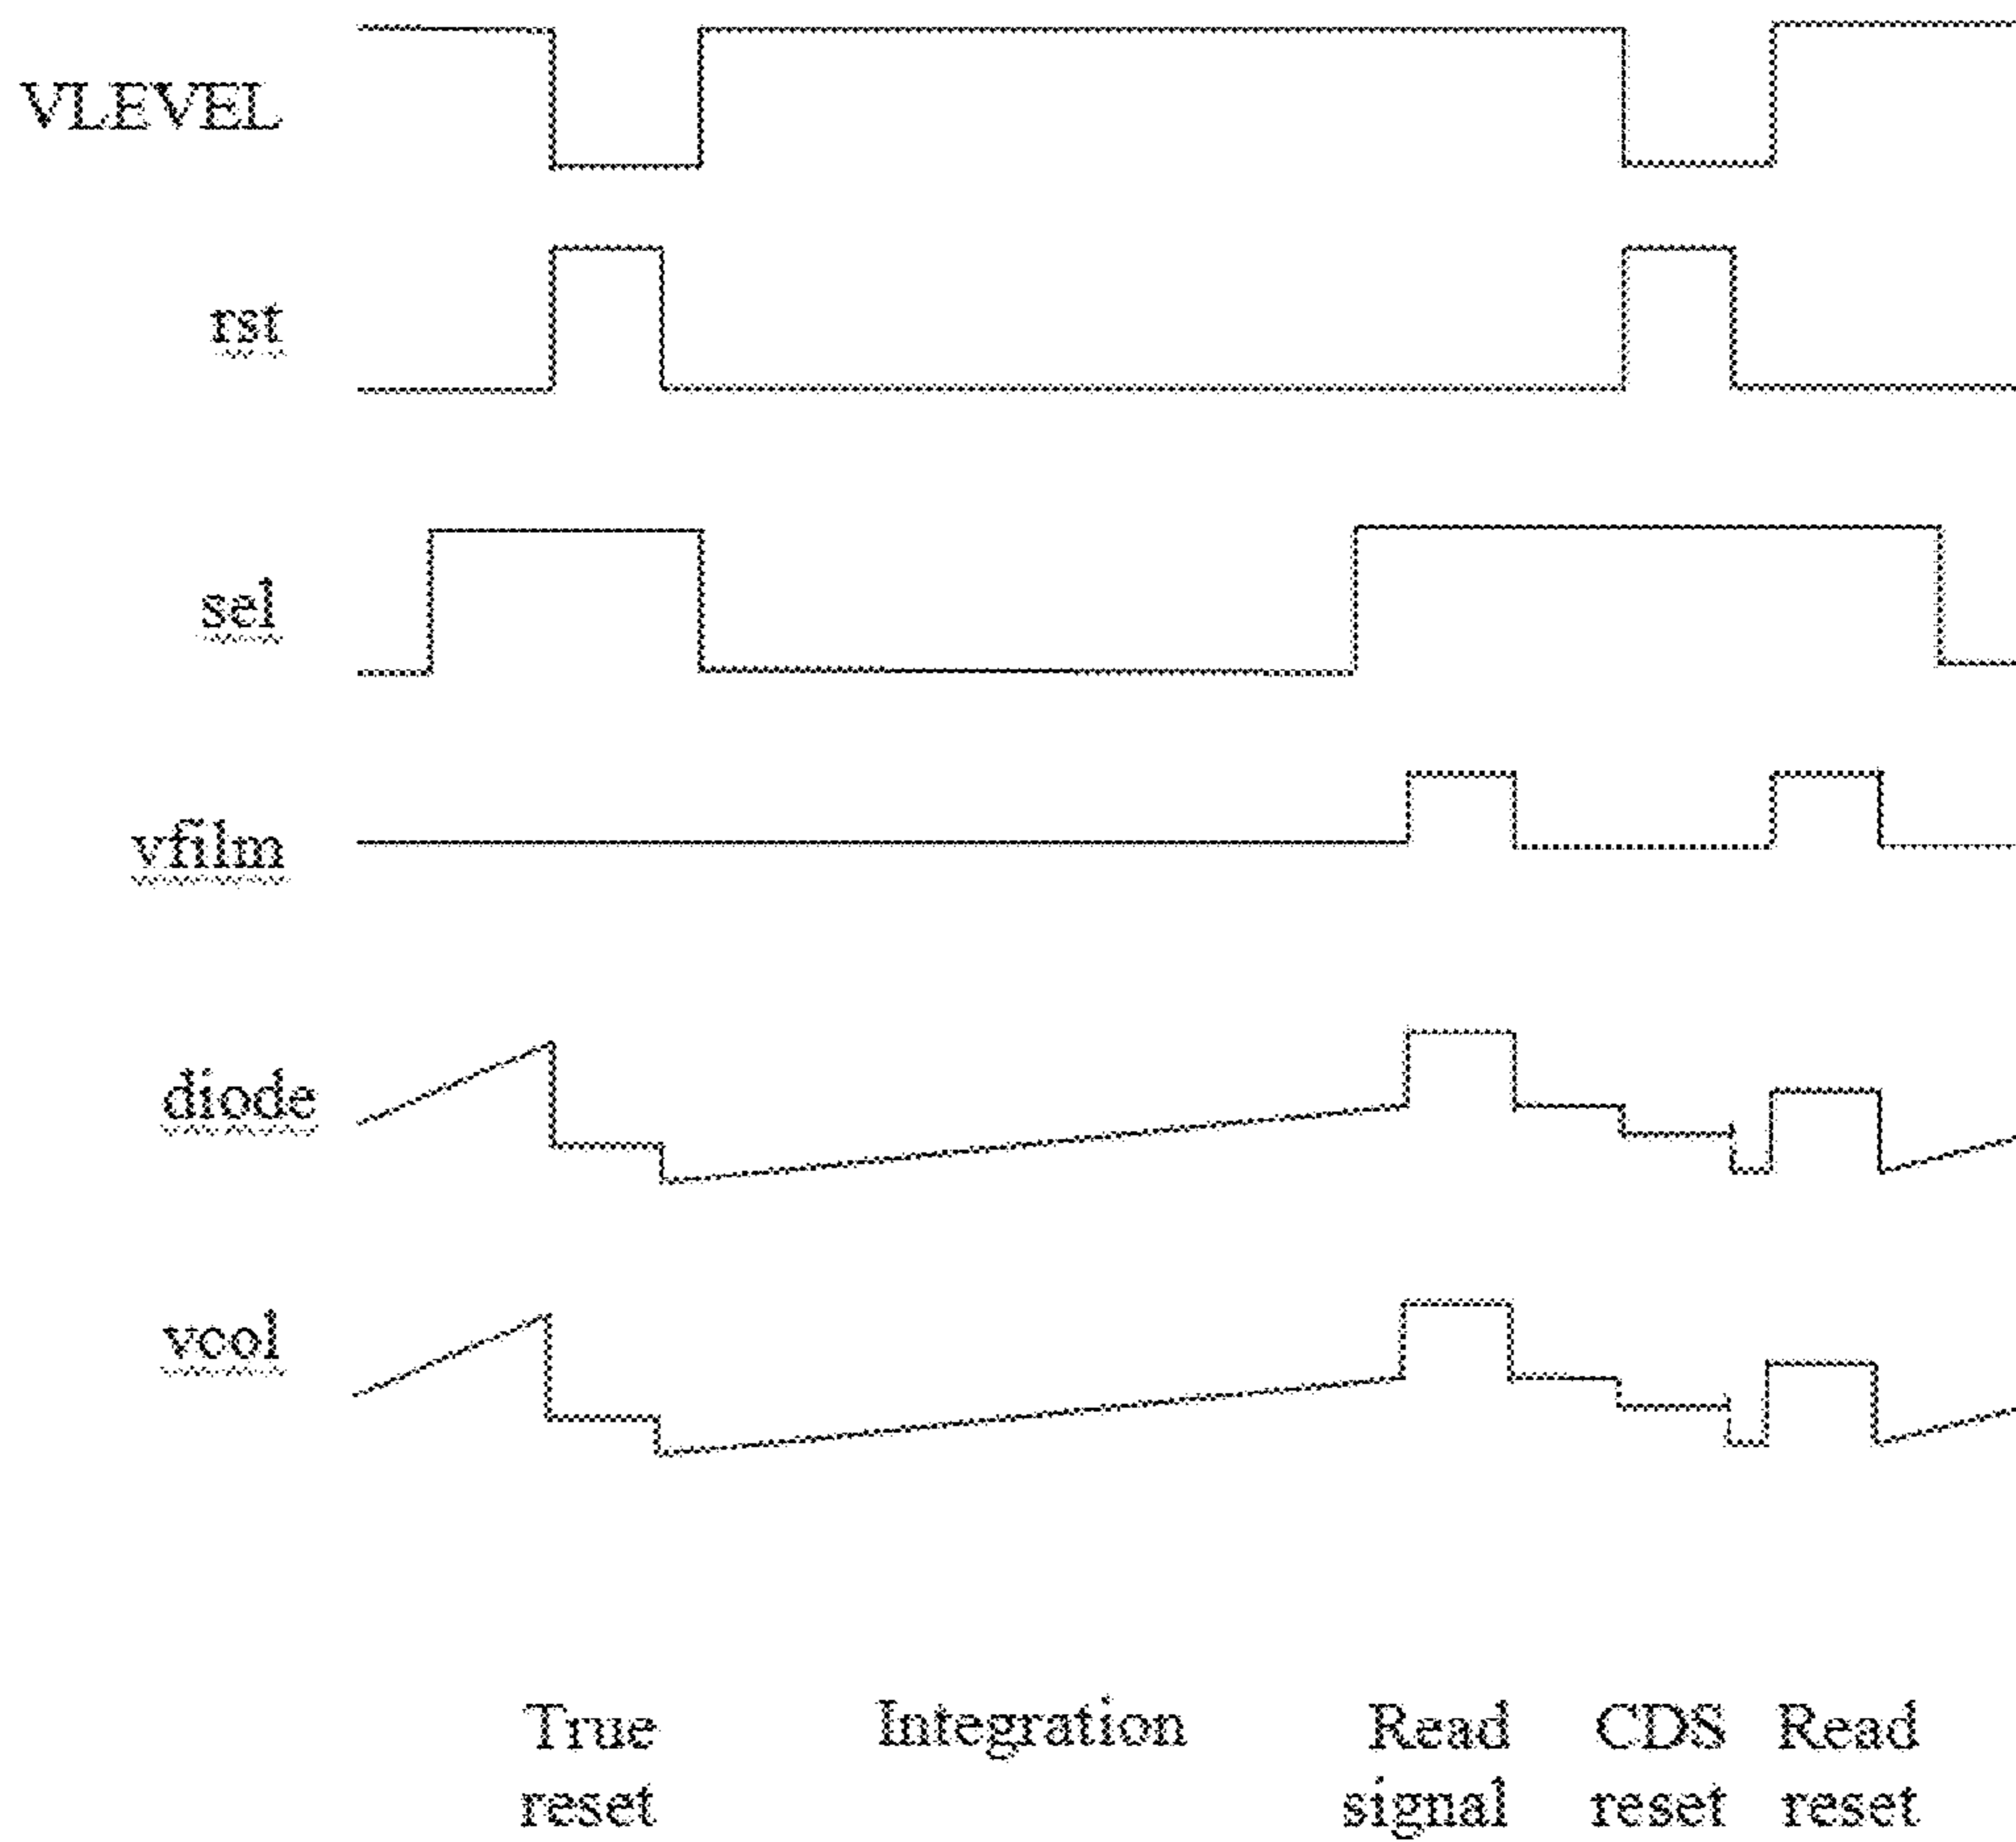 VLEVEL
rst
sel
vfilm
diode
vcol
True reset
Integration
Read signal
CDS reset
Read reset